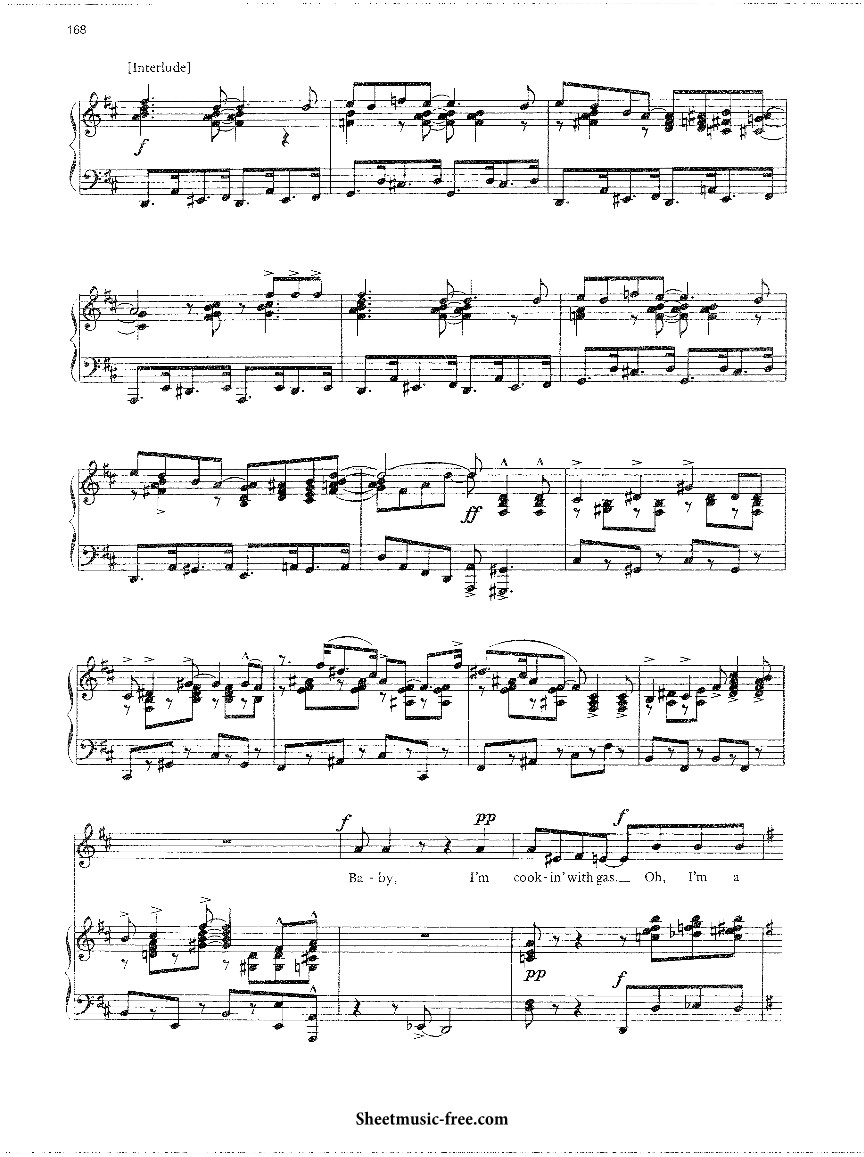 168
[Interlude]
f
ff
f pp f
Ba - by, I'm cook - in' with gas. Oh, I'm a
pp f
Sheetmusic-free.com